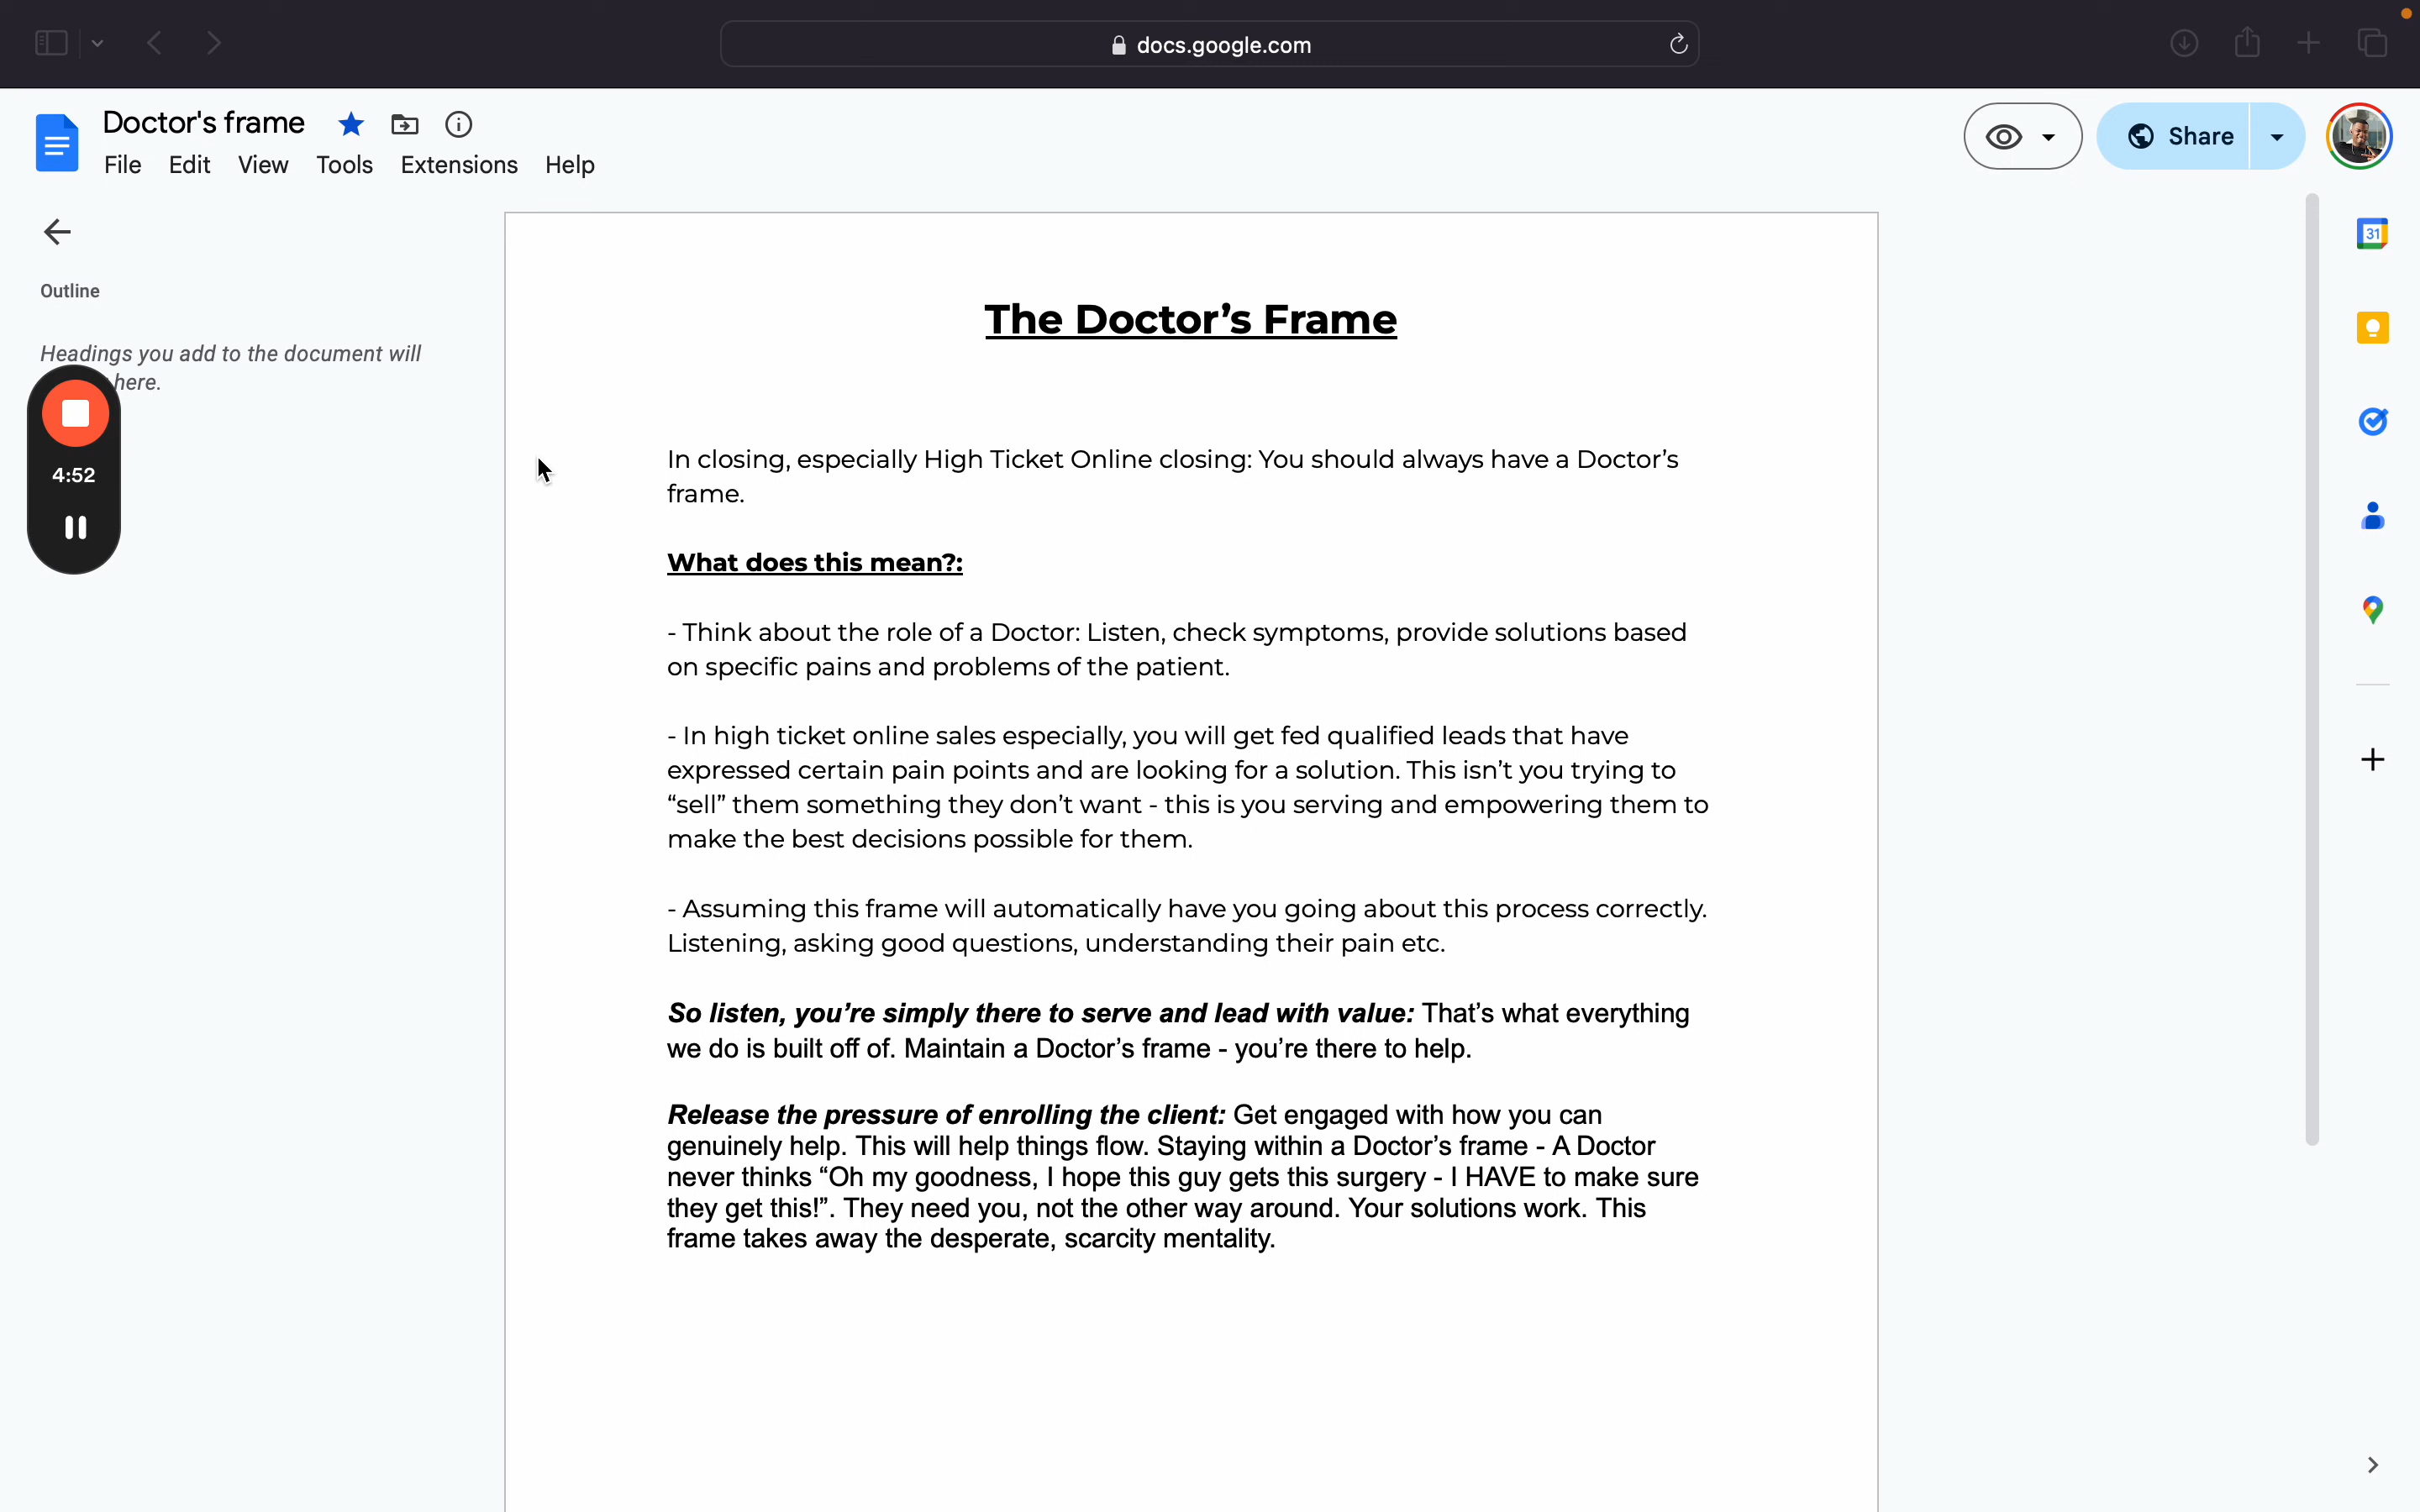 docs.google.com
Doctor's frame
File Edit View Tools Extensions Help
Share
Outline
Headings you add to the document will
here.
4:52
31
The Doctor’s Frame
In closing, especially High Ticket Online closing: You should always have a Doctor’s
frame.
What does this mean?:
- Think about the role of a Doctor: Listen, check symptoms, provide solutions based
on specific pains and problems of the patient.
- In high ticket online sales especially, you will get fed qualified leads that have
expressed certain pain points and are looking for a solution. This isn’t you trying to
“sell” them something they don’t want - this is you serving and empowering them to
make the best decisions possible for them.
- Assuming this frame will automatically have you going about this process correctly.
Listening, asking good questions, understanding their pain etc.
So listen, you’re simply there to serve and lead with value: That’s what everything
we do is built off of. Maintain a Doctor’s frame - you’re there to help.
Release the pressure of enrolling the client: Get engaged with how you can
genuinely help. This will help things flow. Staying within a Doctor’s frame - A Doctor
never thinks “Oh my goodness, I hope this guy gets this surgery - I HAVE to make sure
they get this!”. They need you, not the other way around. Your solutions work. This
frame takes away the desperate, scarcity mentality.